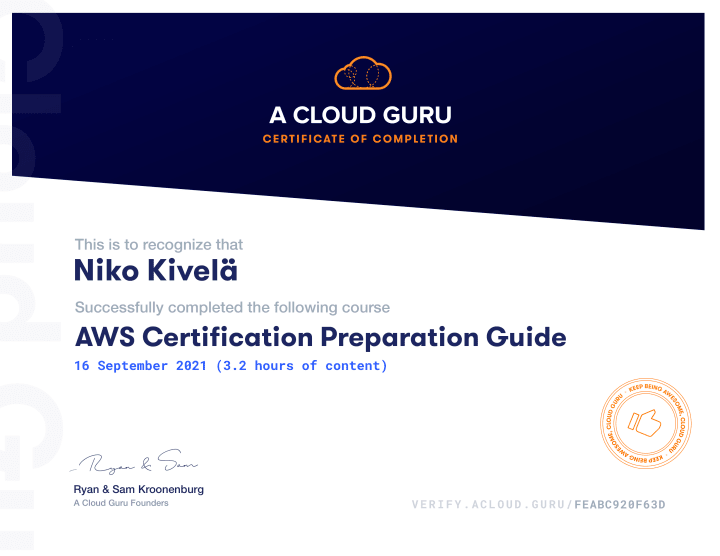 A CLOUD GURU
CERTIFICATE OF COMPLETION
This is to recognize that
Niko Kivelä
Successfully completed the following course
AWS Certification Preparation Guide
16 September 2021 (3.2 hours of content)
KEEP BEING AWESOME, CLOUD GURU · KEEP BEING AWESOME, CLOUD GURU ·
Ryan & Sam
Ryan & Sam Kroonenburg
A Cloud Guru Founders
VERIFY.ACLOUD.GURU/FEABC920F63D
Cloud Gu